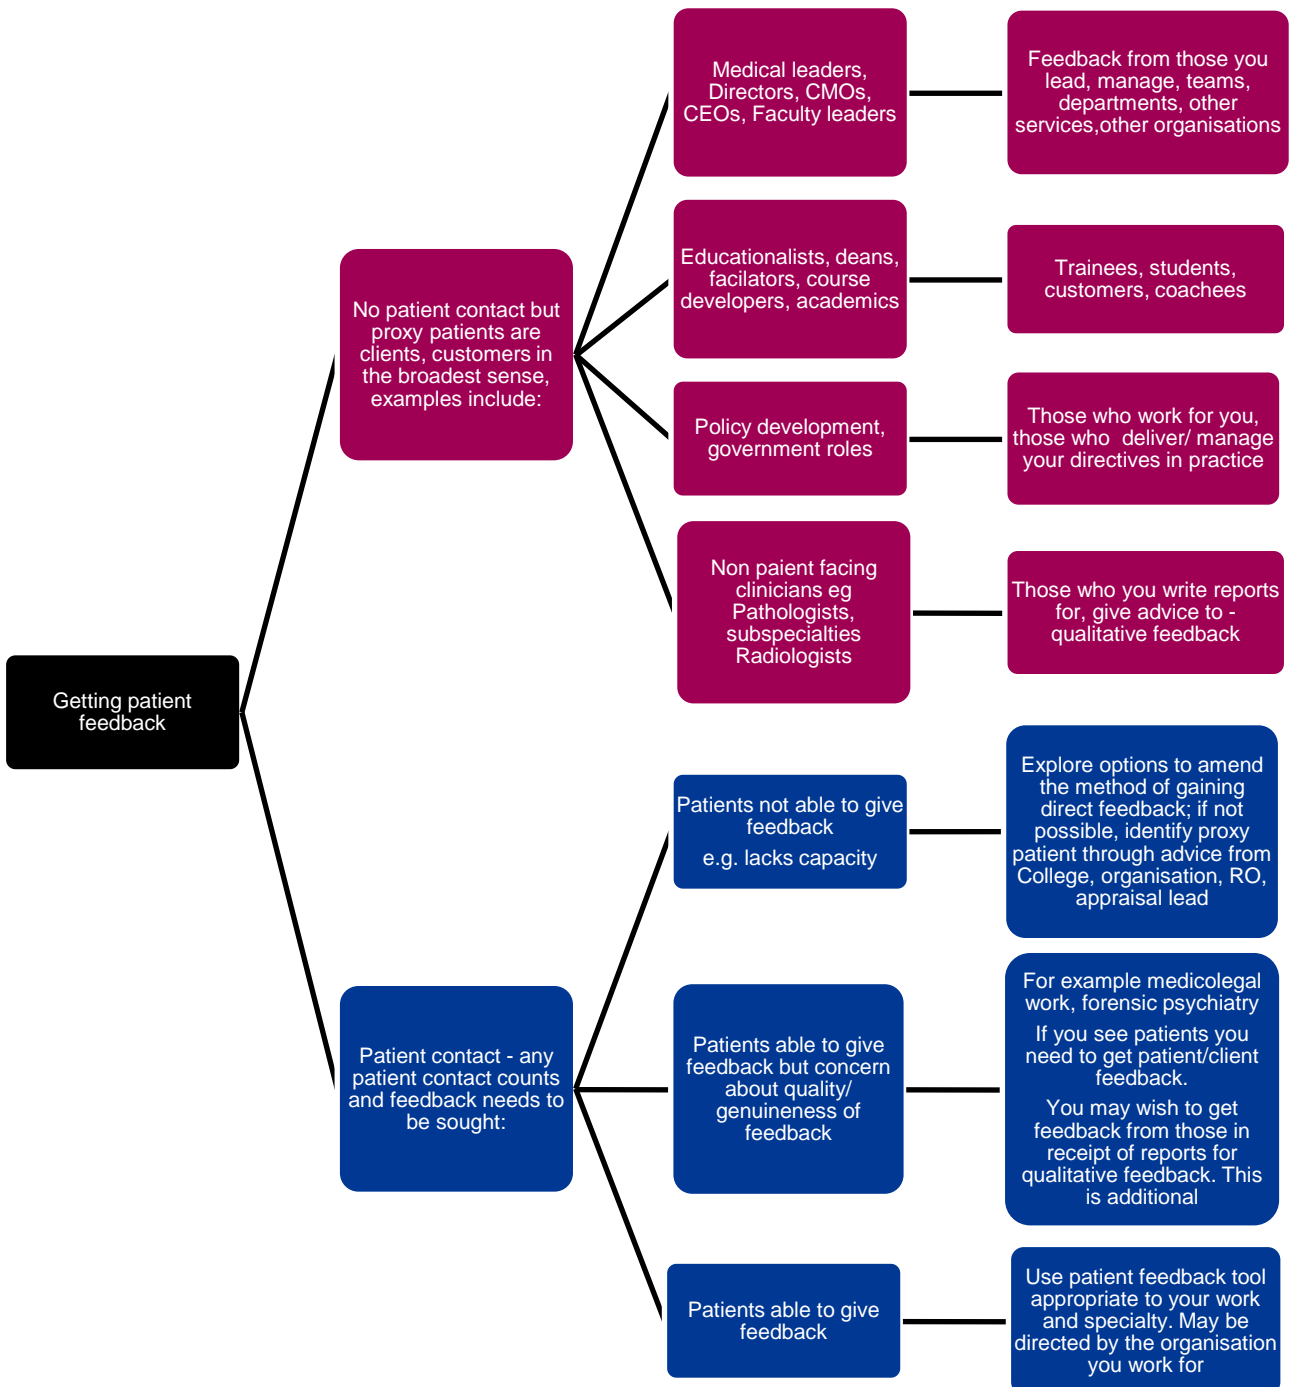 Getting patient
feedback
No patient contact but
proxy patients are
clients, customers in
the broadest sense,
examples include:
Medical leaders,
Directors, CMOs,
CEOs, Faculty leaders
Feedback from those you
lead, manage, teams,
departments, other
services,other organisations
Educationalists, deans,
facilators, course
developers, academics
Trainees, students,
customers, coachees
Policy development,
government roles
Those who work for you,
those who deliver/ manage
your directives in practice
Non paient facing
clinicians eg
Pathologists,
subspecialties
Radiologists
Those who you write reports
for, give advice to -
qualitative feedback
Patient contact - any
patient contact counts
and feedback needs to
be sought:
Patients not able to give
feedback
e.g. lacks capacity
Explore options to amend
the method of gaining
direct feedback; if not
possible, identify proxy
patient through advice from
College, organisation, RO,
appraisal lead
Patients able to give
feedback but concern
about quality/
genuineness of
feedback
For example medicolegal
work, forensic psychiatry
If you see patients you
need to get patient/client
feedback.
You may wish to get
feedback from those in
receipt of reports for
qualitative feedback. This
is additional
Patients able to give
feedback
Use patient feedback tool
appropriate to your work
and specialty. May be
directed by the organisation
you work for